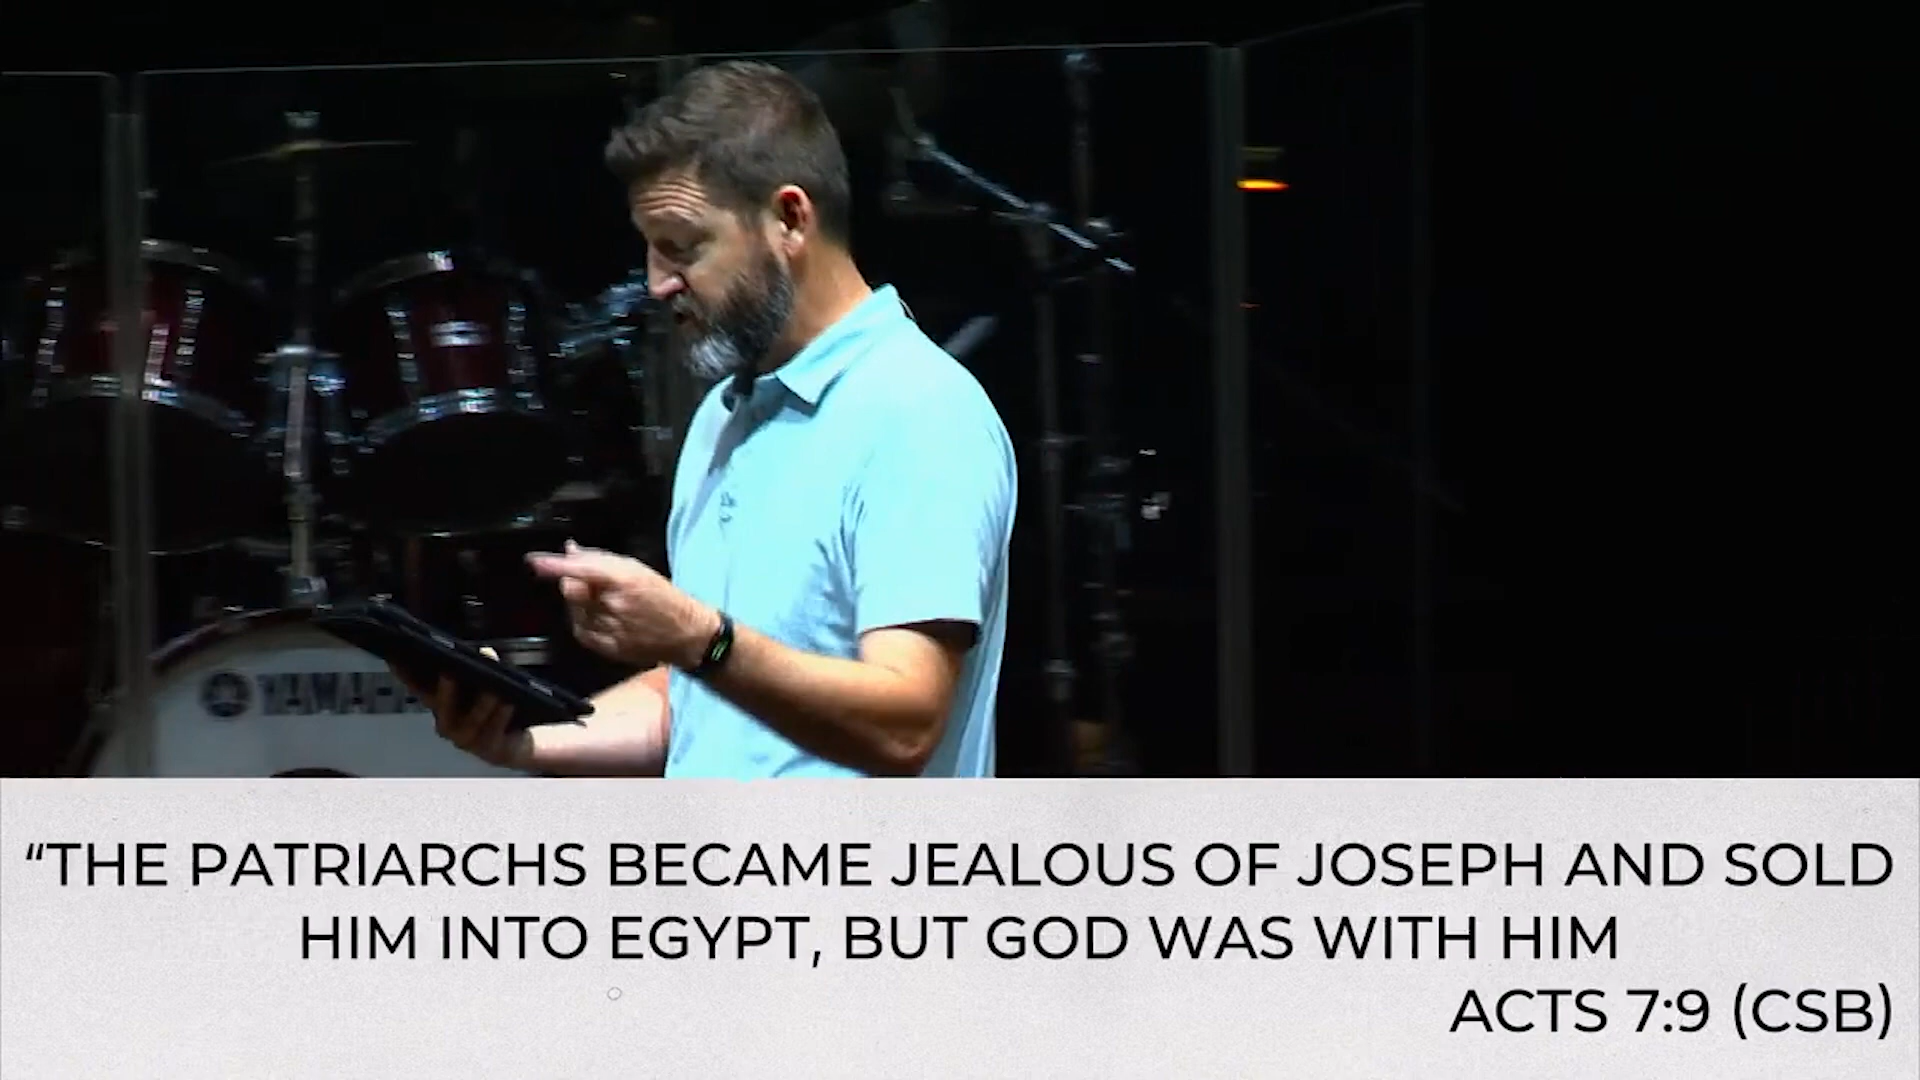 YAMAHA
“THE PATRIARCHS BECAME JEALOUS OF JOSEPH AND SOLD
HIM INTO EGYPT, BUT GOD WAS WITH HIM
ACTS 7:9 (CSB)